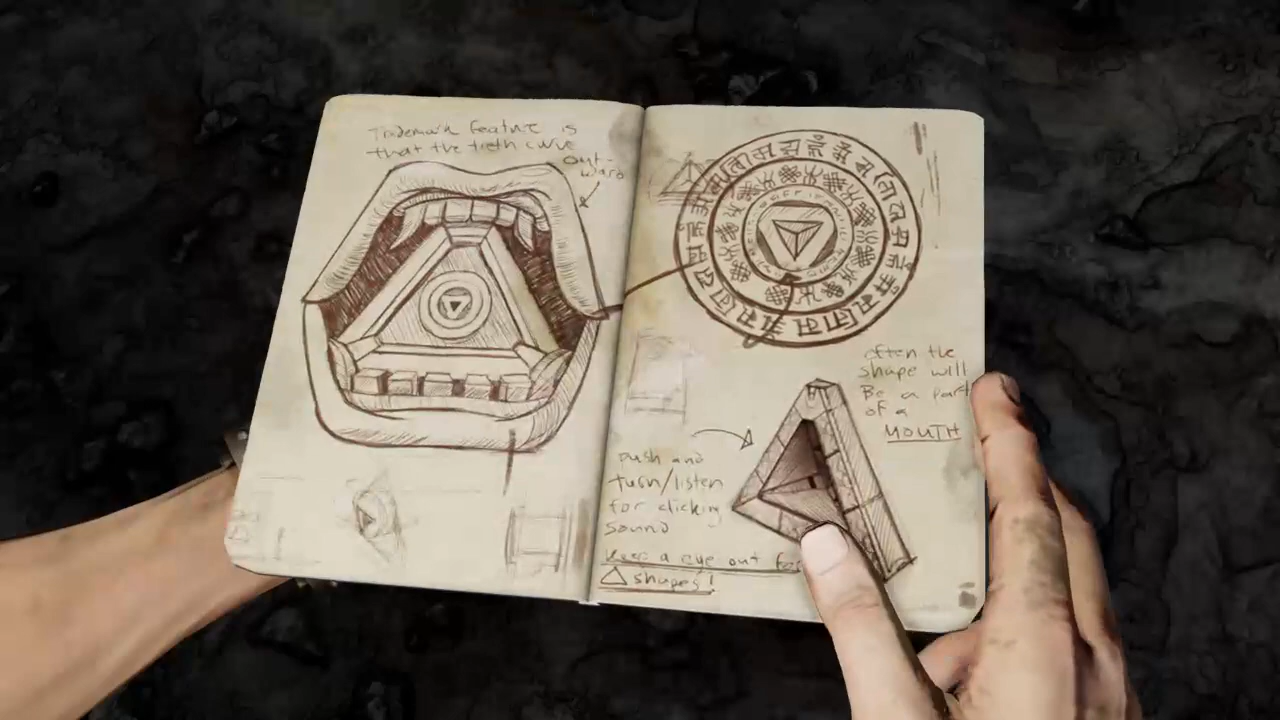 Trademark feature is
that the teeth curve
out-
ward
often the
shape will
Be a part
of a
MOUTH
push and
turn/listen
for clicking
sound
keep a eye out for
shapes!